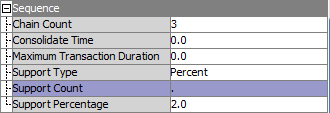 Sequence
Chain Count 3
Consolidate Time 0.0
Maximum Transaction Duration 0.0
Support Type Percent
Support Count .
Support Percentage 2.0